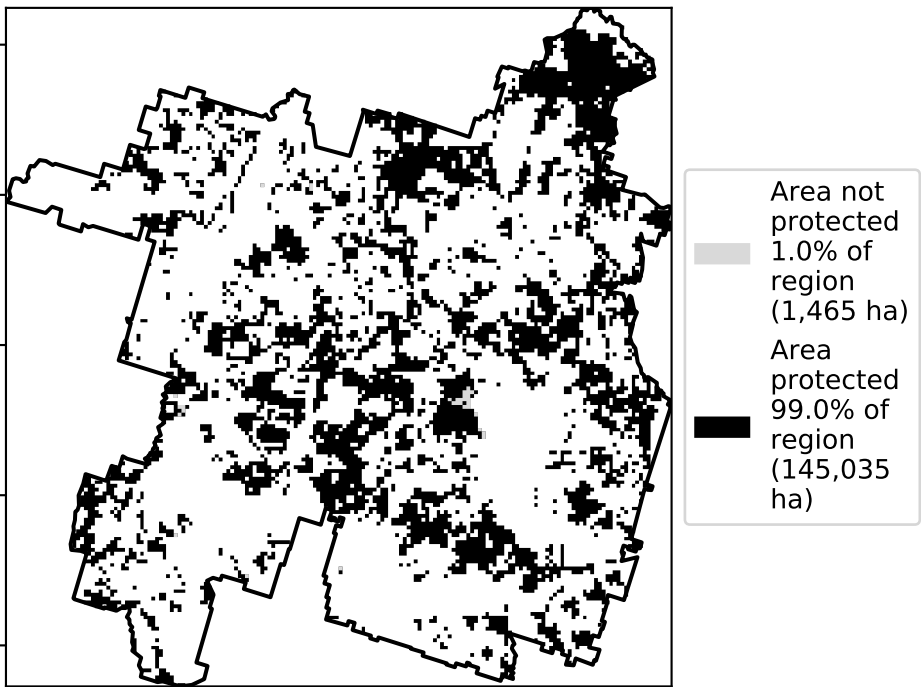 Area not
protected
1.0% of
region
(1,465 ha)
Area
protected
99.0% of
region
(145,035
ha)